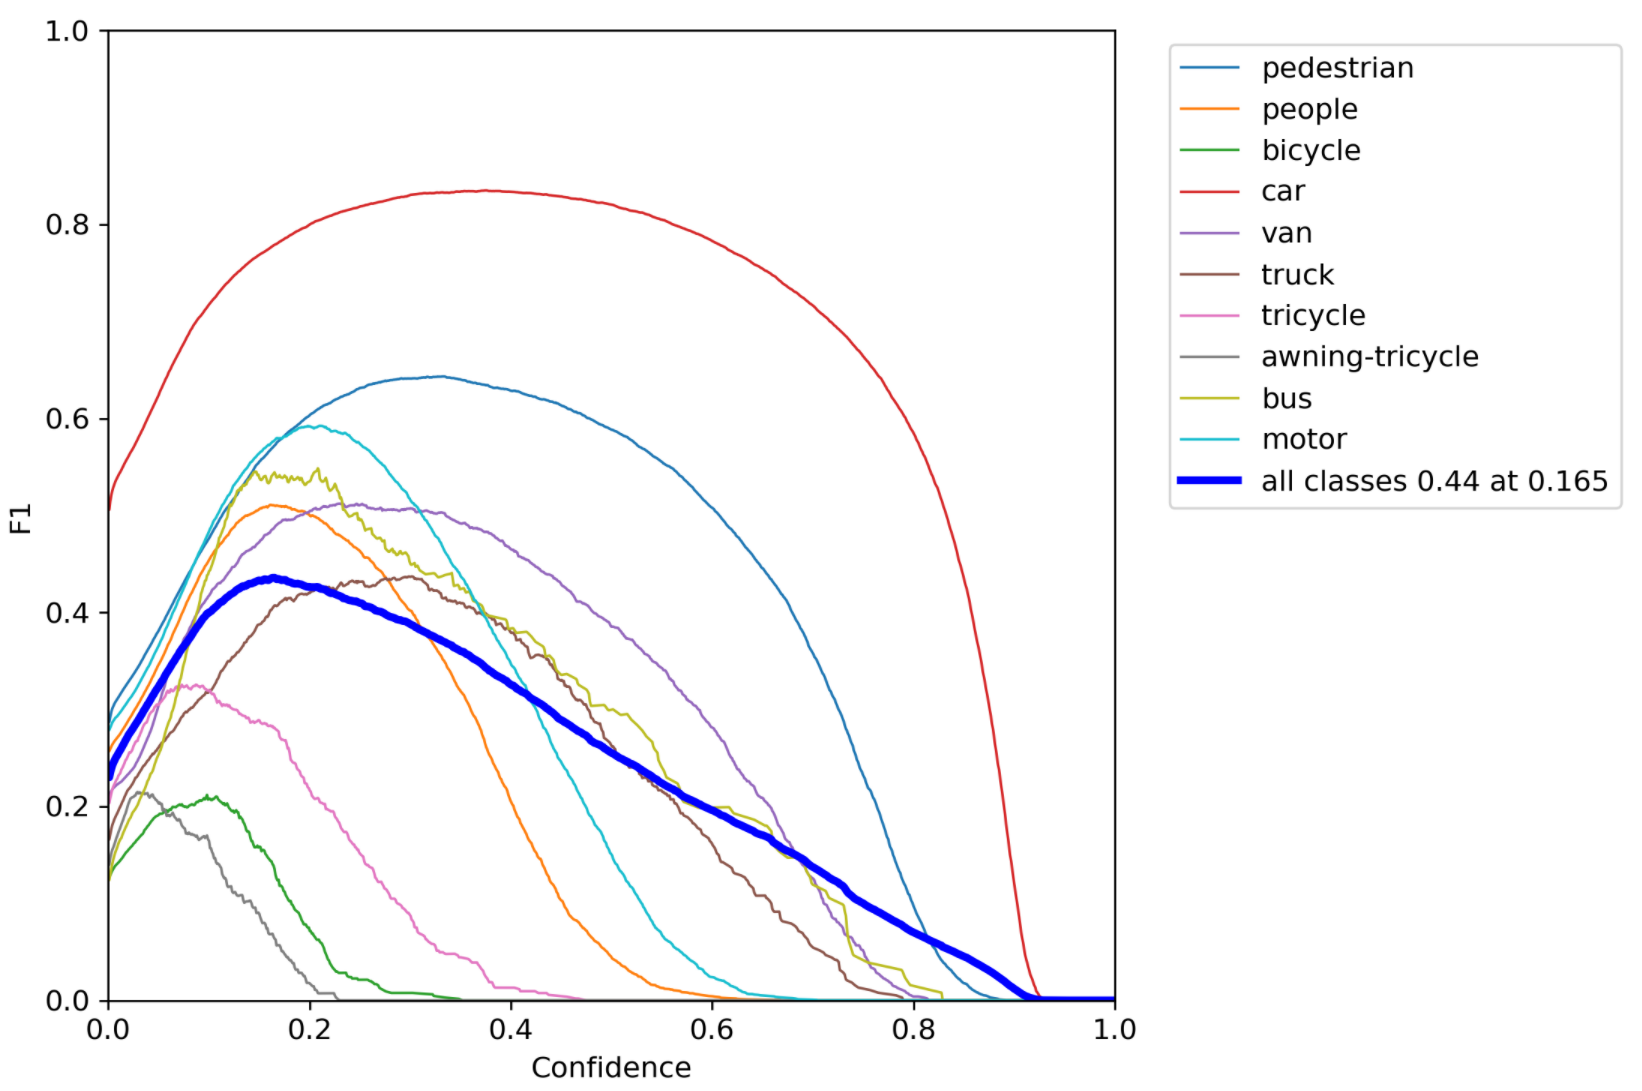 1.0
0.8
0.6
0.4
0.2
0.0
F1
0.0 0.2 0.4 0.6 0.8 1.0
Confidence
pedestrian
people
bicycle
car
van
truck
tricycle
awning-tricycle
bus
motor
all classes 0.44 at 0.165